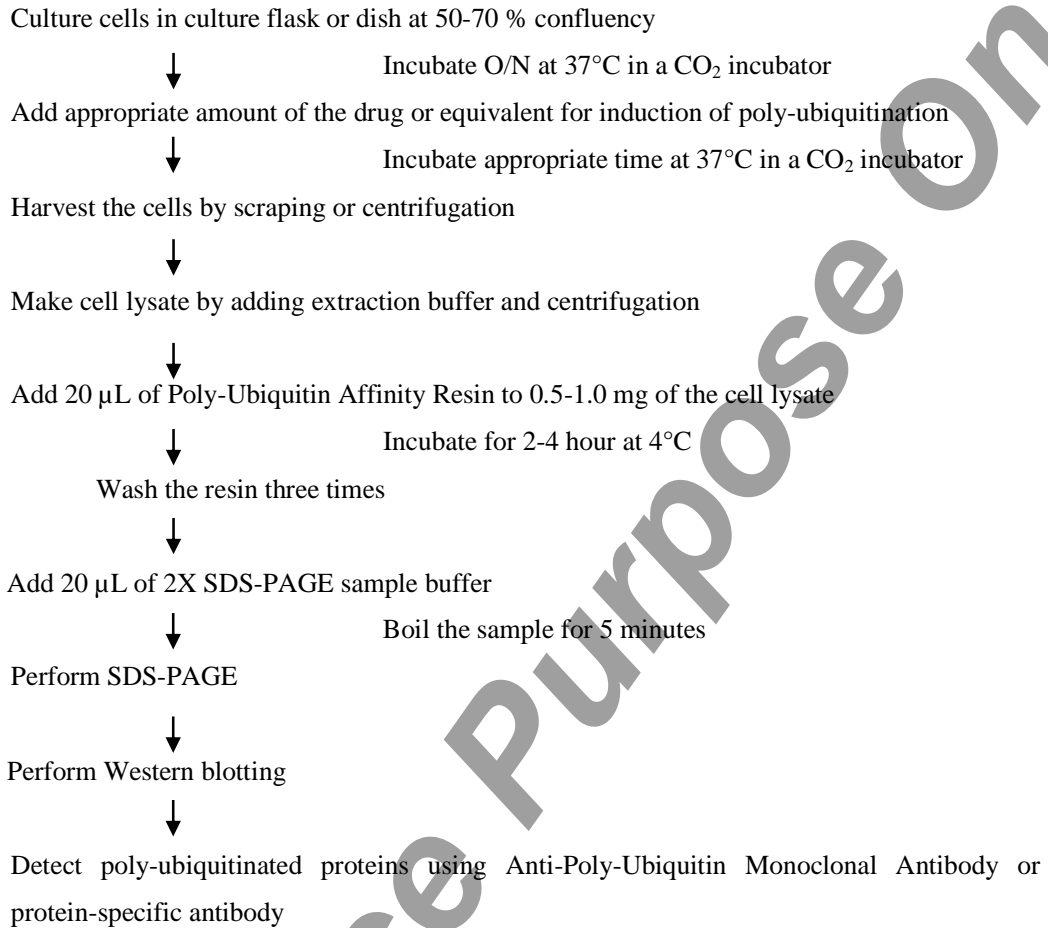 Culture cells in culture flask or dish at 50-70 % confluency
Incubate O/N at 37°C in a CO₂ incubator
Add appropriate amount of the drug or equivalent for induction of poly-ubiquitination
Incubate appropriate time at 37°C in a CO₂ incubator
Harvest the cells by scraping or centrifugation
Make cell lysate by adding extraction buffer and centrifugation
Add 20 µL of Poly-Ubiquitin Affinity Resin to 0.5-1.0 mg of the cell lysate
Incubate for 2-4 hour at 4°C
Wash the resin three times
Add 20 µL of 2X SDS-PAGE sample buffer
Boil the sample for 5 minutes
Perform SDS-PAGE
Perform Western blotting
Detect poly-ubiquitinated proteins using Anti-Poly-Ubiquitin Monoclonal Antibody or
protein-specific antibody
se Purpose On